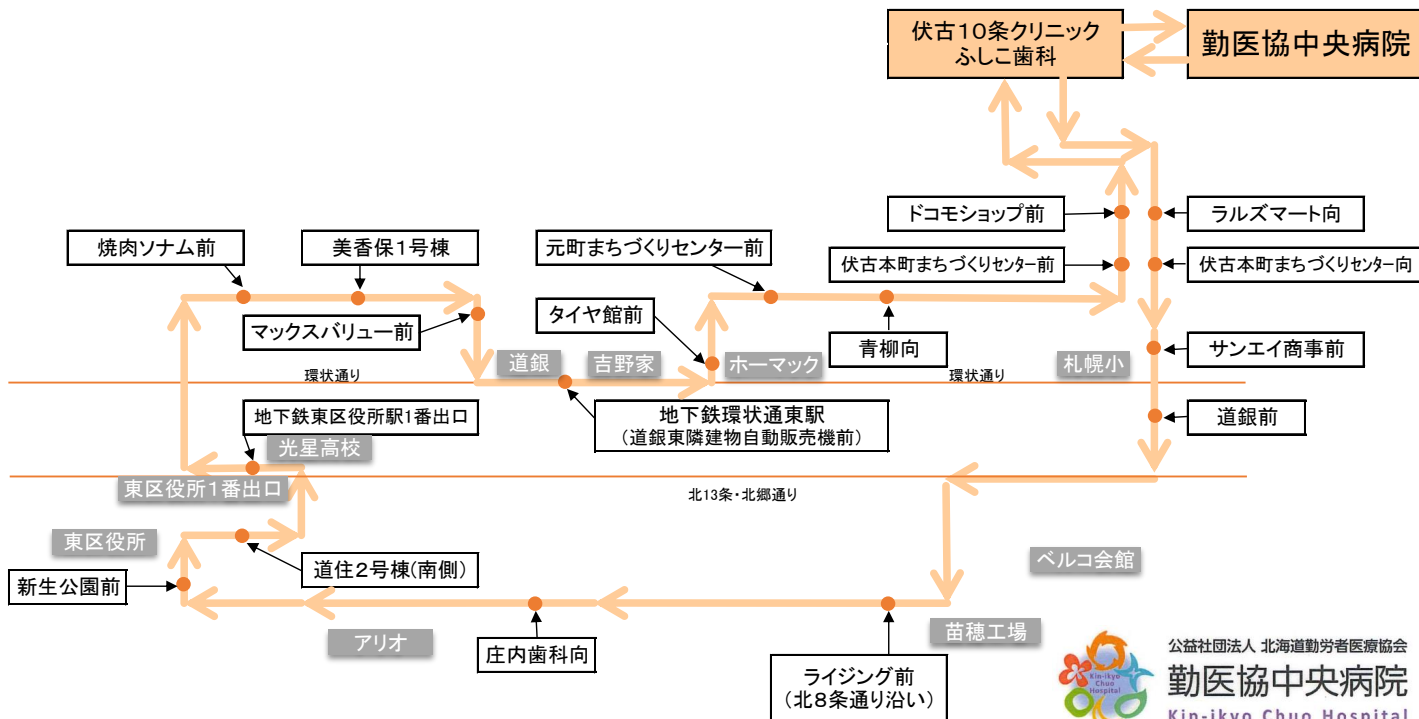 伏古10条クリニック
ふしこ歯科
勤医協中央病院
ドコモショップ前
ラルズマート向
焼肉ソナム前
美香保1号棟
元町まちづくりセンター前
伏古本町まちづくりセンター前
伏古本町まちづくりセンター向
マックスバリュー前
タイヤ館前
青柳向
サンエイ商事前
道銀
吉野家
ホーマック
札幌小
環状通り
環状通り
地下鉄東区役所駅1番出口
地下鉄環状通東駅
(道銀東隣建物自動販売機前)
道銀前
光星高校
東区役所1番出口
北13条・北郷通り
東区役所
道住2号棟(南側)
新生公園前
ベルコ会館
アリオ
庄内歯科向
苗穂工場
ライジング前
(北8条通り沿い)
Kin-ikyo
Chuo
Hospital
公益社団法人 北海道勤労者医療協会
勤医協中央病院
Kin-ikyo Chuo Hospital